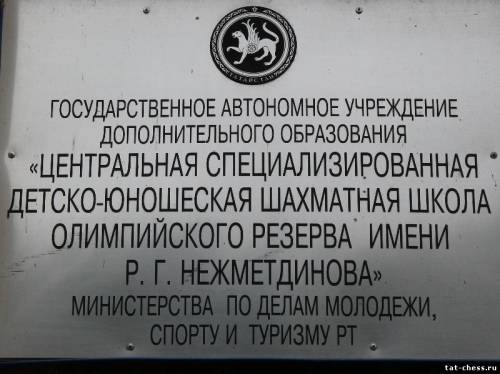 ТАТАРСТАН
ГОСУДАРСТВЕННОЕ АВТОНОМНОЕ УЧРЕЖДЕНИЕ
ДОПОЛНИТЕЛЬНОГО ОБРАЗОВАНИЯ
«ЦЕНТРАЛЬНАЯ СПЕЦИАЛИЗИРОВАННАЯ
ДЕТСКО-ЮНОШЕСКАЯ ШАХМАТНАЯ ШКОЛА
ОЛИМПИЙСКОГО РЕЗЕРВА ИМЕНИ
Р. Г. НЕЖМЕТДИНОВА»
МИНИСТЕРСТВА ПО ДЕЛАМ МОЛОДЕЖИ,
СПОРТУ И ТУРИЗМУ РТ
tat-chess.ru